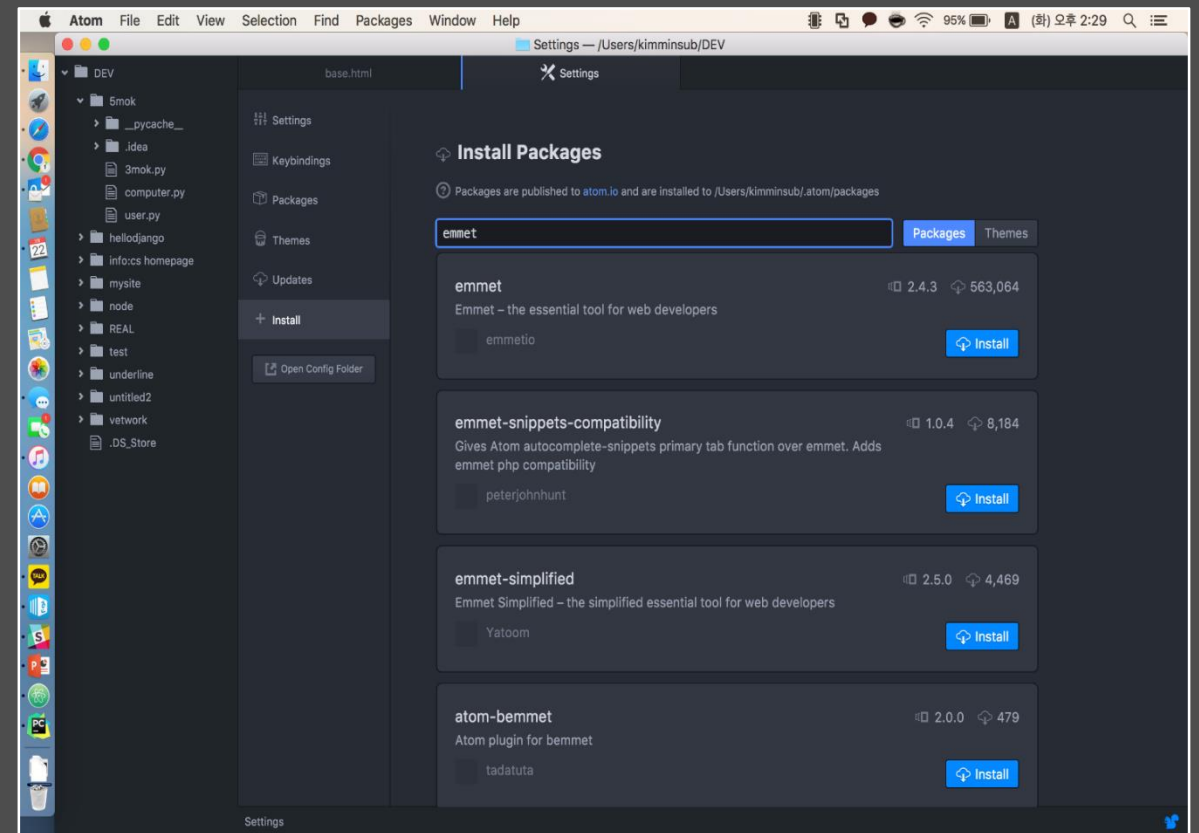 Atom File Edit View Selection Find Packages Window Help 95% A (화) 오후 2:29
Settings — /Users/kimminsub/DEV
DEV
5mok
__pycache__
.idea
3mok.py
computer.py
user.py
hellodjango
info:cs homepage
mysite
node
REAL
test
underline
untitled2
vetwork
.DS_Store
base.html
Settings
Settings
Keybindings
Packages
Themes
Updates
Install
Open Config Folder
Install Packages
Packages are published to atom.io and are installed to /Users/kimminsub/.atom/packages
emmet
Packages Themes
emmet 2.4.3 563,064
Emmet – the essential tool for web developers
emmetio Install
emmet-snippets-compatibility 1.0.4 8,184
Gives Atom autocomplete-snippets primary tab function over emmet. Adds
emmet php compatibility
peterjohnhunt Install
emmet-simplified 2.5.0 4,469
Emmet Simplified – the simplified essential tool for web developers
Yatoom Install
atom-bemmet 2.0.0 479
Atom plugin for bemmet
tadatuta Install
Settings
22
TALK
S
P
PC